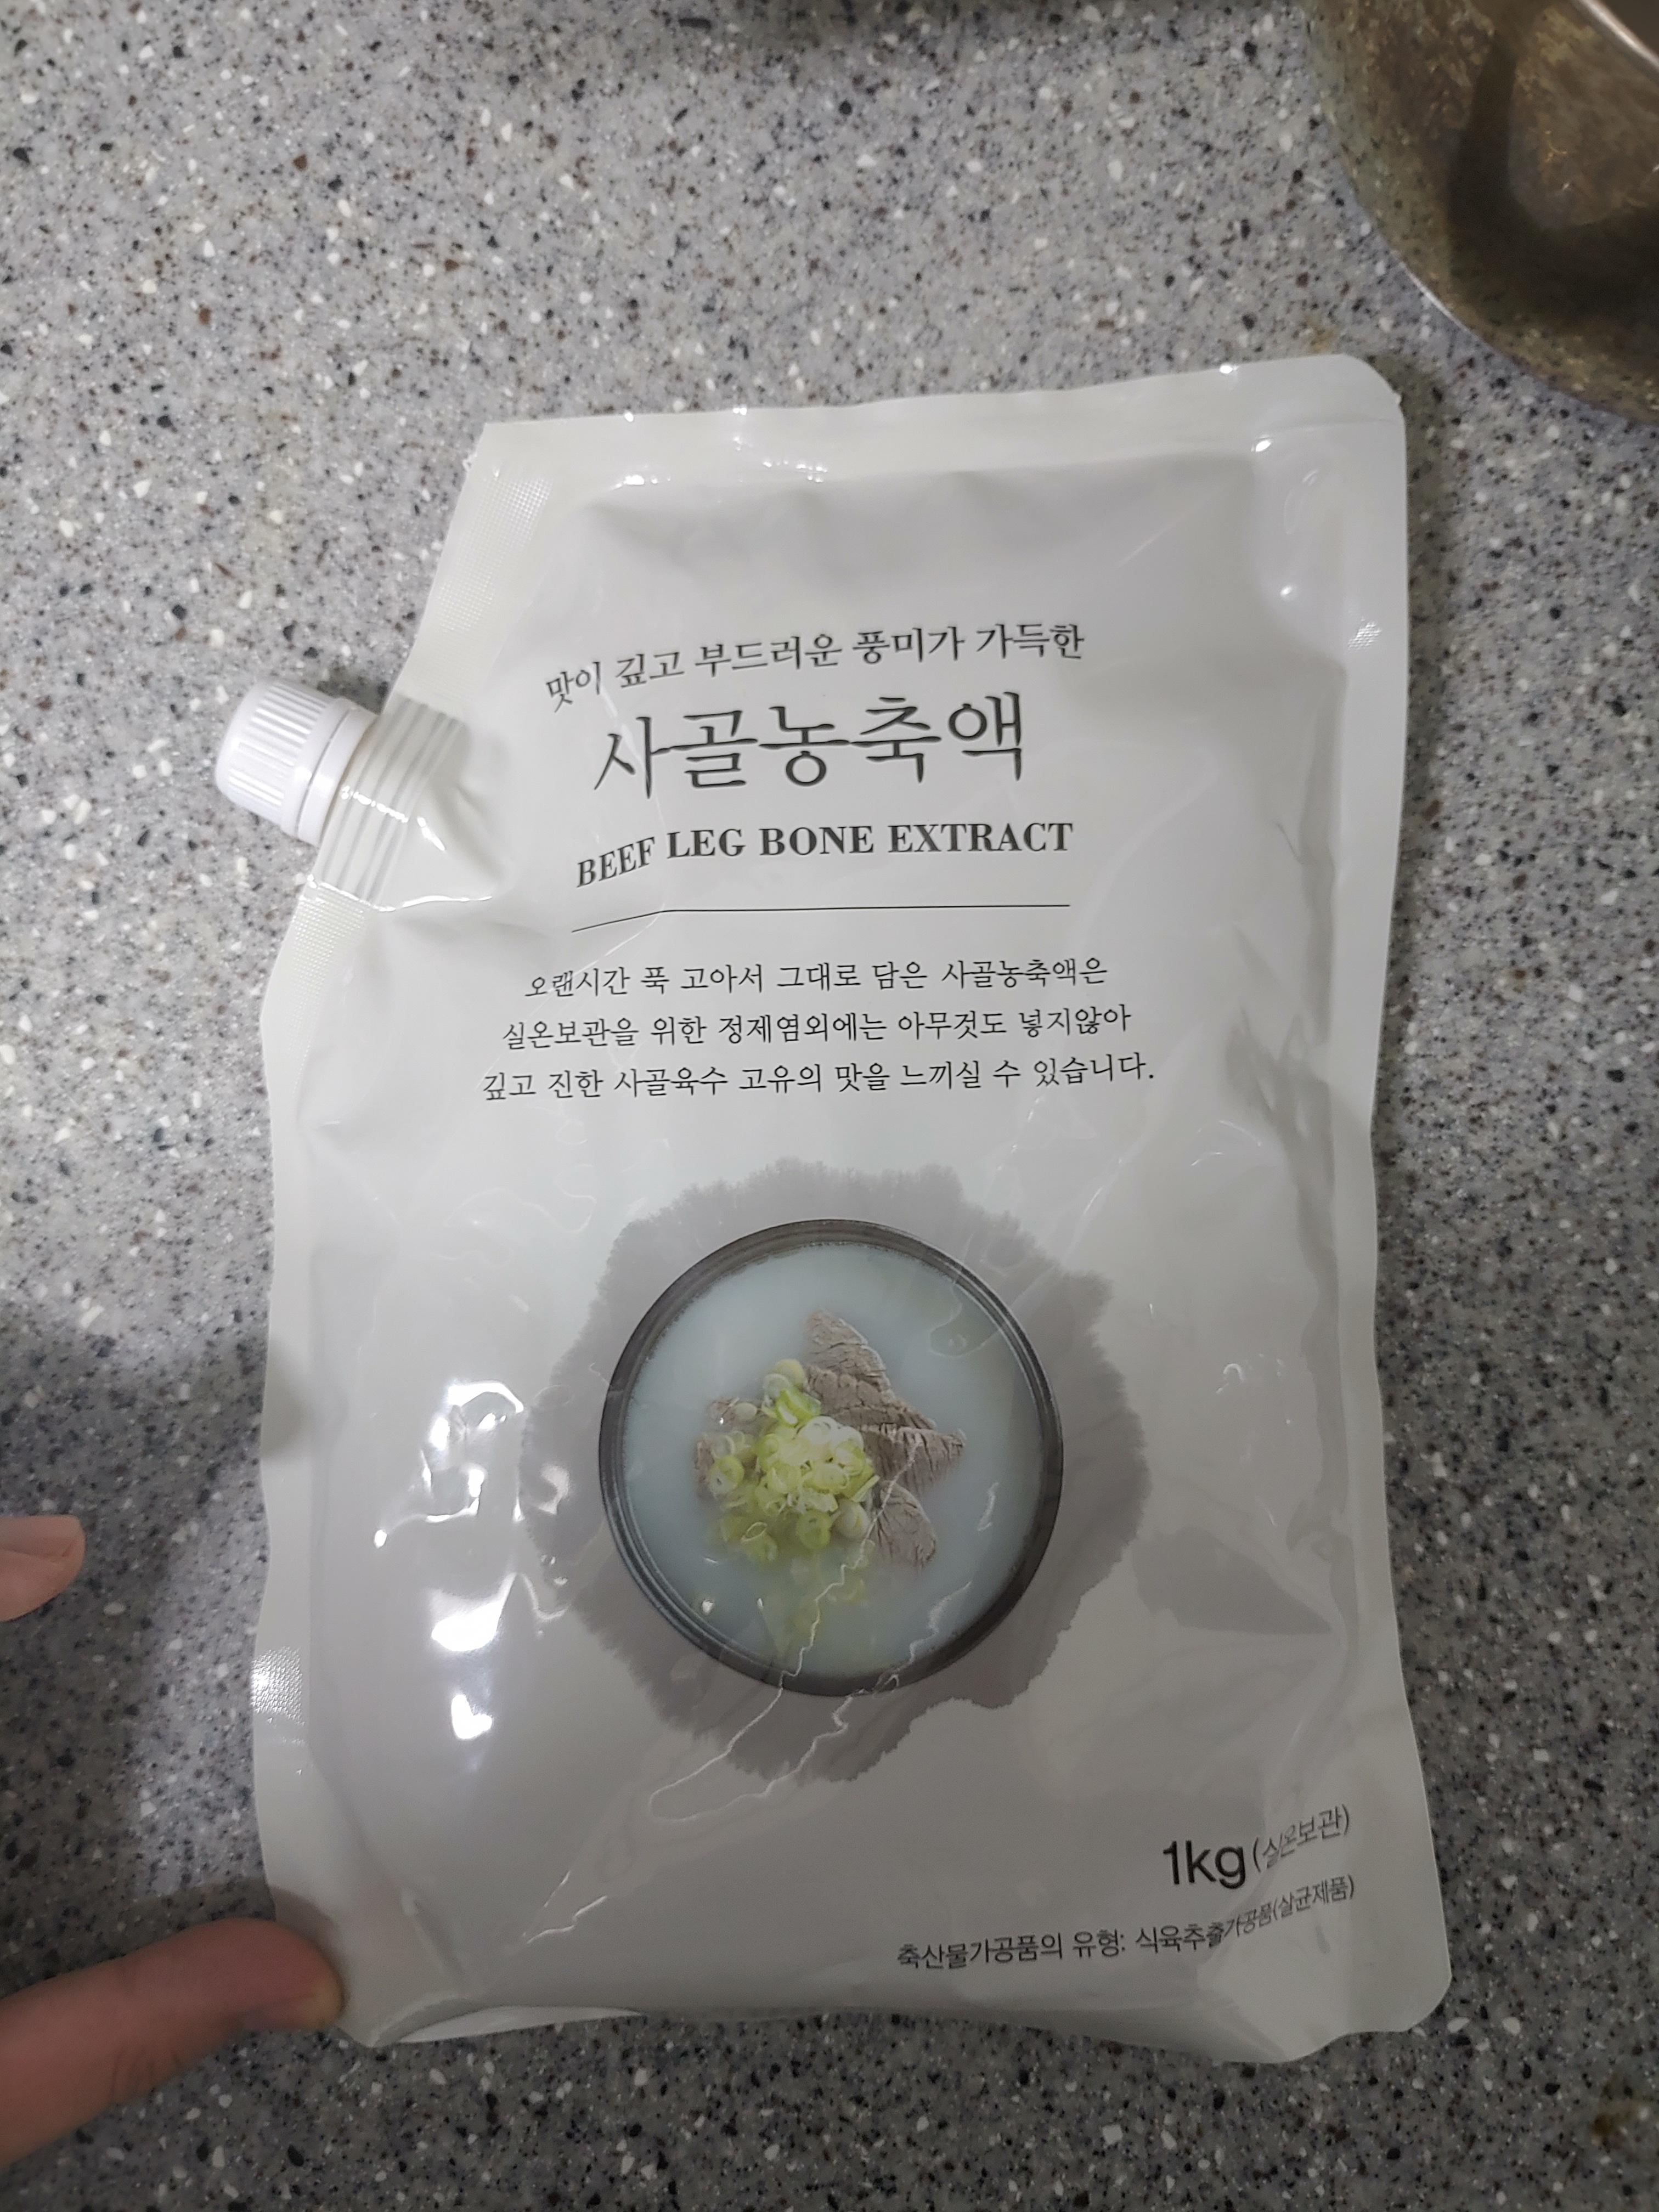 맛이 깊고 부드러운 풍미가 가득한
사골농축액
BEEF LEG BONE EXTRACT
오랜시간 푹 고아서 그대로 담은 사골농축액은
실온보관을 위한 정제염외에는 아무것도 넣지않아
깊고 진한 사골육수 고유의 맛을 느끼실 수 있습니다.
1kg(실온보관)
축산물가공품의 유형: 식육추출가공품(살균제품)